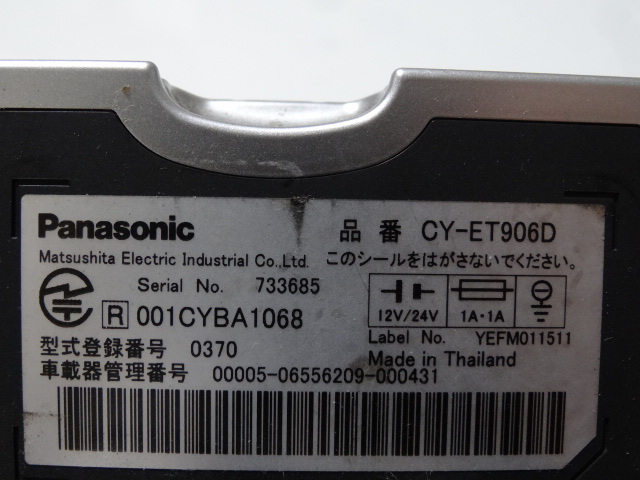 Panasonic 品番 CY-ET906D
Matsushita Electric Industrial Co.,Ltd. このシールをはがさないでください。
Serial No. 733685
R 001CYBA1068
12V/24V 1A・1A
Label No. YEFM011511
型式登録番号 0370
Made in Thailand
車載器管理番号 00005-06556209-000431